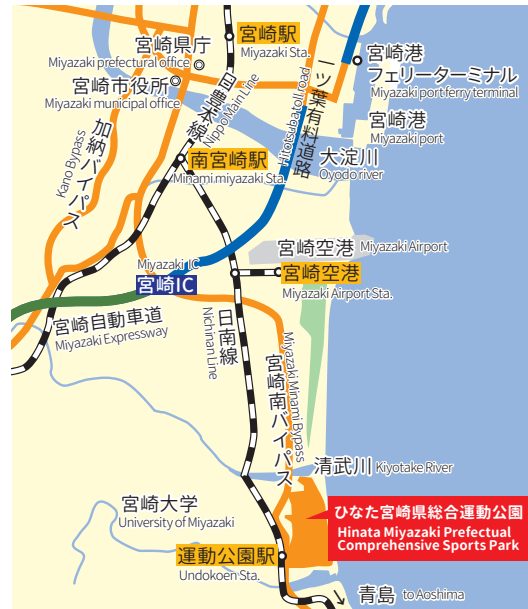 宮崎駅
Miyazaki Sta.
宮崎県庁
Miyazaki prefectural office
宮崎市役所
Miyazaki municipal office
宮崎港
フェリーターミナル
Miyazaki port ferry terminal
宮崎港
Miyazaki port
一ツ葉有料道路
Hitotsuba toll road
日豊本線
Nippo Main Line
加納バイパス
Kano Bypass
南宮崎駅
Minami miyazaki Sta.
大淀川
Oyodo river
宮崎空港 Miyazaki Airport
宮崎空港
Miyazaki Airport Sta.
Miyazaki IC
宮崎IC
宮崎自動車道
Miyazaki Expressway
日南線
Nichinan Line
宮崎南バイパス
Miyazaki Minami Bypass
清武川 Kiyotake River
宮崎大学
University of Miyazaki
ひなた宮崎県総合運動公園
Hinata Miyazaki Prefectual
Comprehensive Sports Park
運動公園駅
Undokoen Sta.
青島 to Aoshima